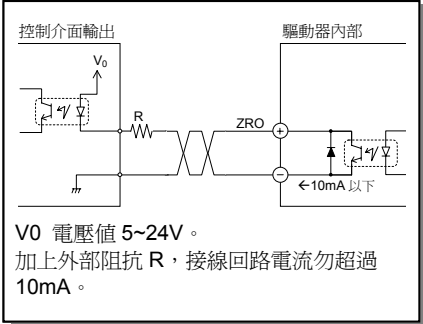 控制介面輸出
驅動器內部
V0
R
ZRO
+
−
←10mA 以下
V0 電壓值 5~24V。
加上外部阻抗 R，接線回路電流勿超過
10mA。